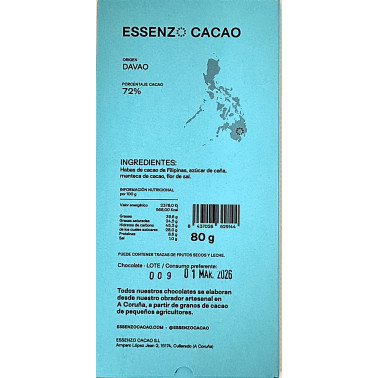 ESSENZO CACAO
ORIGEN
DAVAO
PORCENTAJE CACAO
72%
INGREDIENTES:
Habas de cacao de Filipinas, azúcar de caña,
manteca de cacao, flor de sal.
INFORMACIÓN NUTRICIONAL
por 100 g
Valor energético
Grasas
Grasas saturadas
Hidratos de carbono
de los cuales azúcares
Proteínas
Sal 1,0 g
80 g
PUEDE CONTENER TRAZAS DE FRUTOS SECOS Y LECHE.
Chocolate - LOTE / Consumo preferente:
009 01 MAR. 2026
Todos nuestros chocolates se elaboran
desde nuestro obrador artesanal en
A Coruña, a partir de granos de cacao
de pequeños agricultores.
ESSENZOCACAO.COM - @ESSENZOCACAO
ESSENZO CACAO S.L